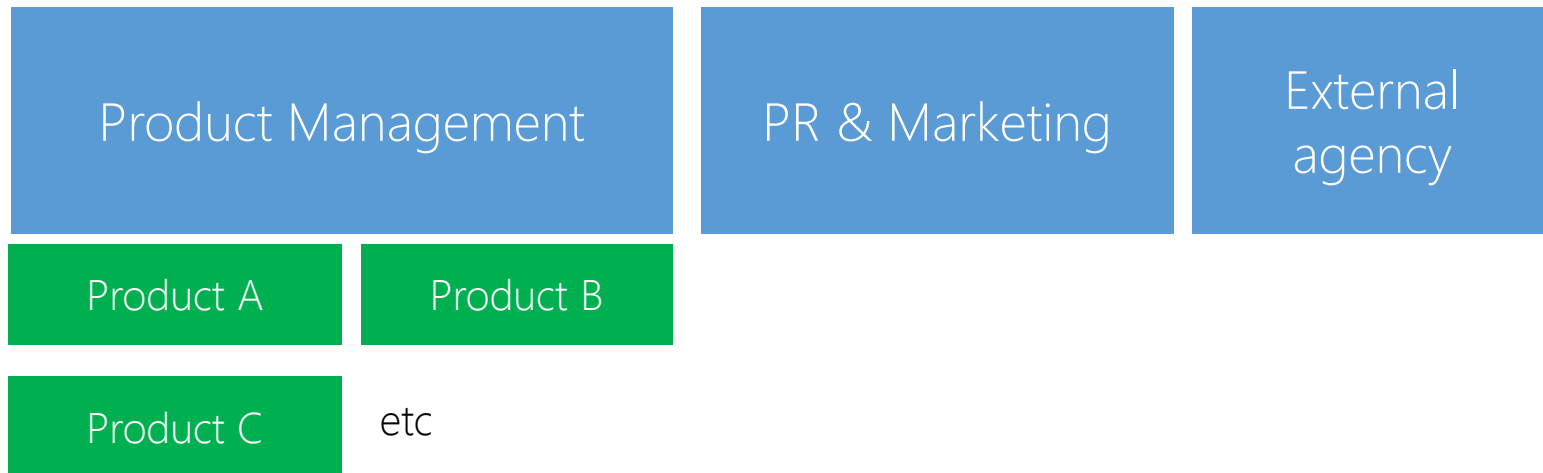 Product Management
PR & Marketing
External
agency
Product A
Product B
Product C
etc